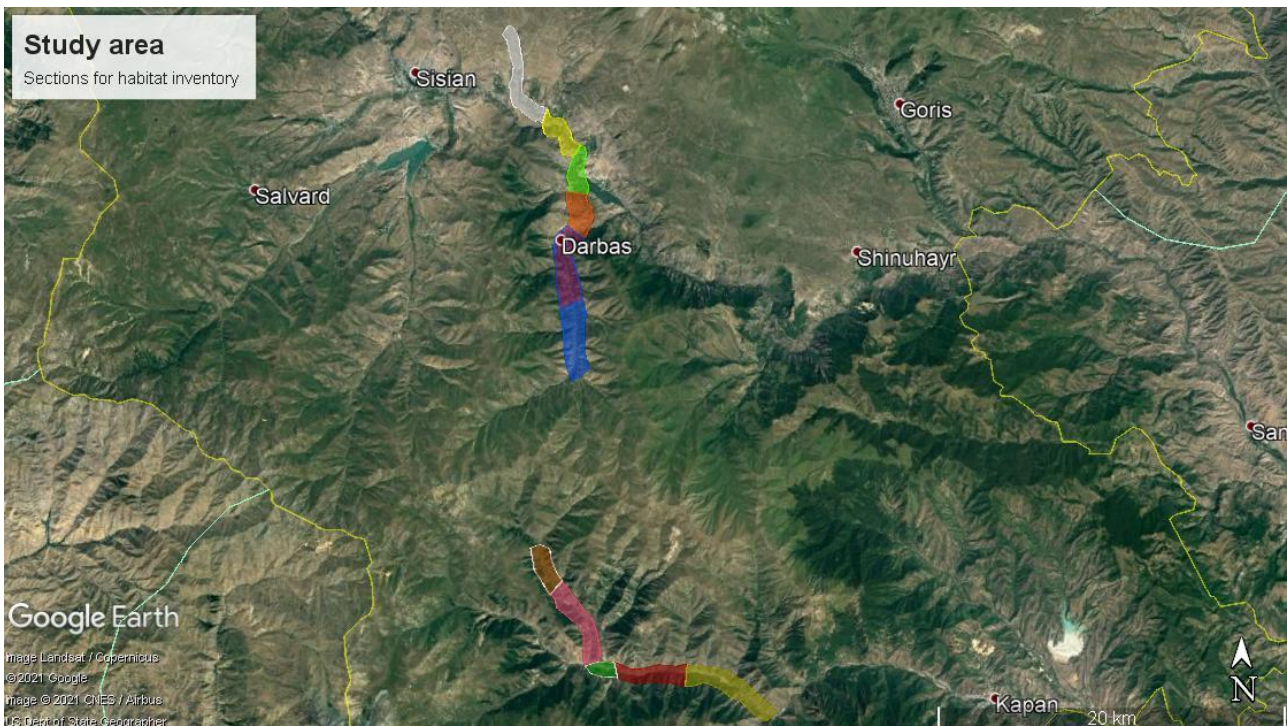 Study area
Sections for habitat inventory
Sisian
Goris
Salvard
Darbas
Shinuhayr
San
Google Earth
Image Landsat / Copernicus
©2021 Google
Image © 2021 CNES / Airbus
US Dept of State Geographer
N
Kapan
20 km